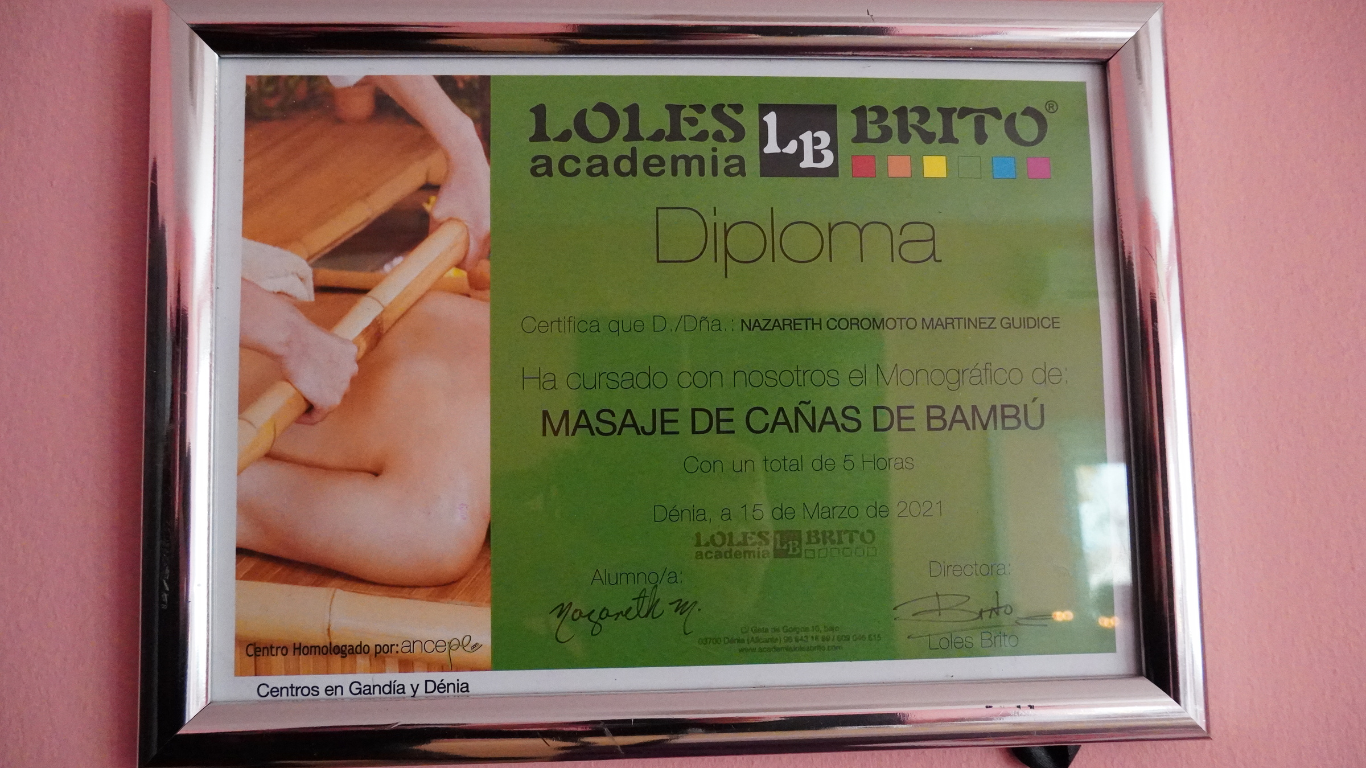 LOLES LB BRITO®
academia
Diploma
Certifica que D./Dña.: NAZARETH COROMOTO MARTINEZ GUIDICE
Ha cursado con nosotros el Monográfico de:
MASAJE DE CAÑAS DE BAMBÚ
Con un total de 5 Horas
Dénia, a 15 de Marzo de 2021
LOLES LB BRITO
academia
Alumno/a:
Directora:
Nazareth M.
Brito
Loles Brito
Centro Homologado por: anceple
Centros en Gandía y Dénia